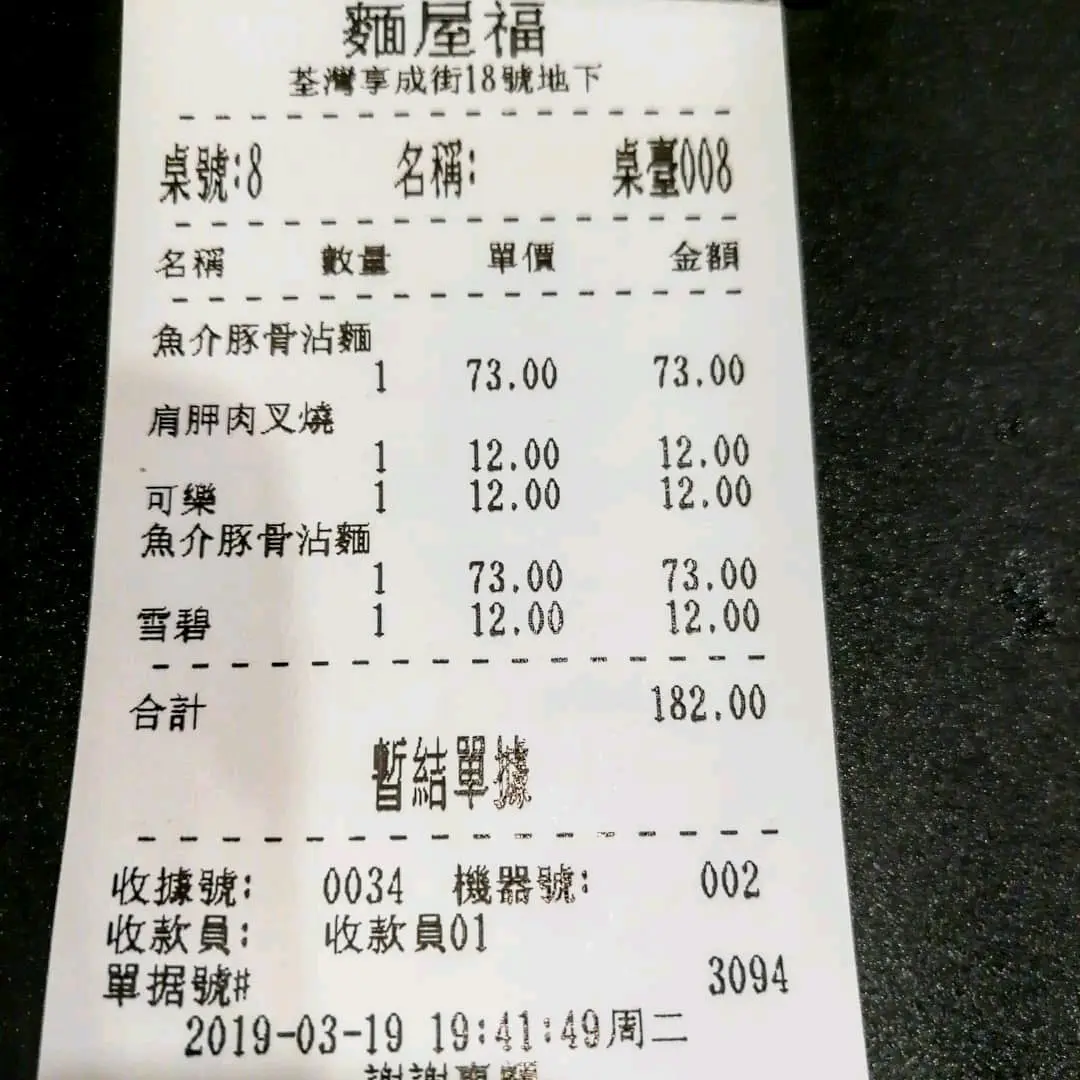 麵屋福
荃灣享成街18號地下
桌號:8 名稱: 桌臺008
名稱 數量 單價 金額
魚介豚骨沾麵
1 73.00 73.00
肩胛肉叉燒
1 12.00 12.00
可樂 1 12.00 12.00
魚介豚骨沾麵
1 73.00 73.00
雪碧 1 12.00 12.00
合計 182.00
暫結單據
收據號: 0034 機器號: 002
收款員: 收款員01
單据號# 3094
2019-03-19 19:41:49周二
謝謝惠顧